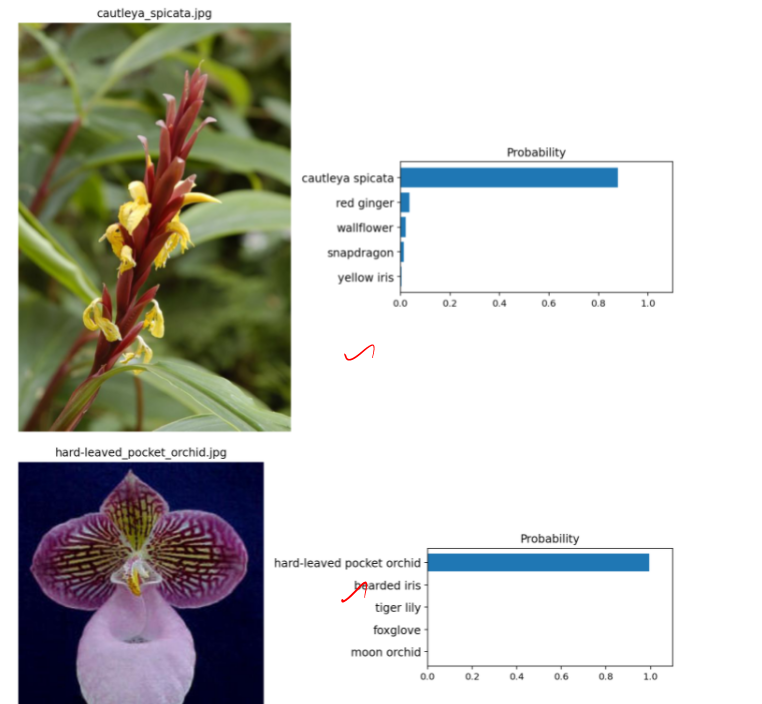 cautleya_spicata.jpg
Probability
cautleya spicata
red ginger
wallflower
snapdragon
yellow iris
0.0 0.2 0.4 0.6 0.8 1.0
hard-leaved_pocket_orchid.jpg
Probability
hard-leaved pocket orchid
bearded iris
tiger lily
foxglove
moon orchid
0.0 0.2 0.4 0.6 0.8 1.0